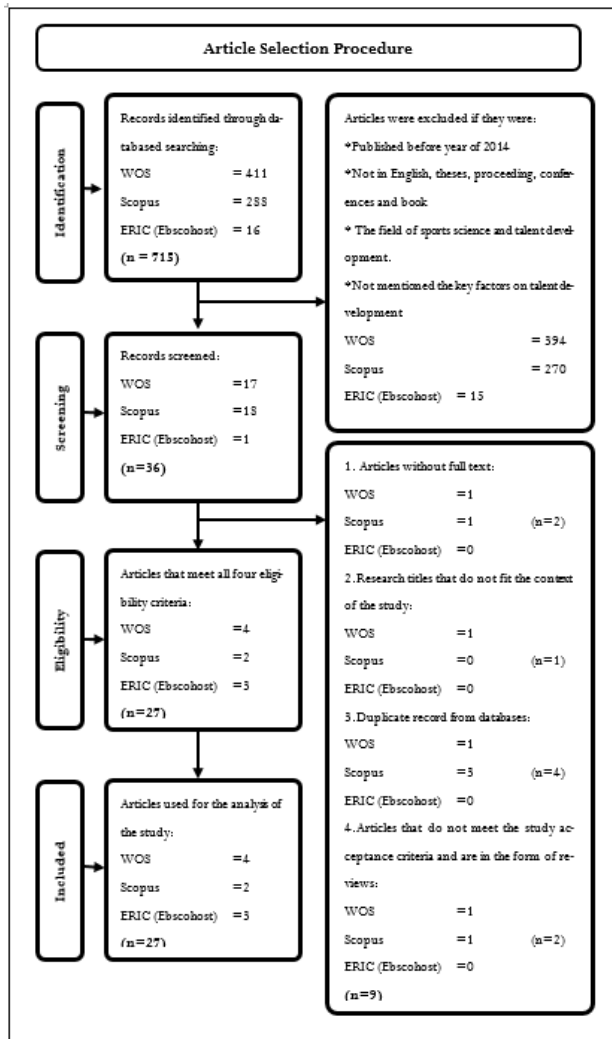 Article Selection Procedure
Identification
Records identified through da-
tabased searching:
WOS = 411
Scopus = 288
ERIC (Ebscohost) = 16
(n = 715)
Articles were excluded if they were:
*Published before year of 2014
*Not in English, theses, proceeding, confer-
ences and book
* The field of sports science and talent devel-
opment.
*Not mentioned the key factors on talent de-
velopment
WOS = 394
Scopus = 270
ERIC (Ebscohost) = 15
Screening
Records screened:
WOS =17
Scopus =18
ERIC (Ebscohost) =1
(n=36)
1. Articles without full text:
WOS =1
Scopus =1 (n=2)
ERIC (Ebscohost) =0
2.Research titles that do not fit the context
of the study:
WOS =1
Scopus =0 (n=1)
ERIC (Ebscohost) =0
3.Duplicate record from databases:
WOS =1
Scopus =3 (n=4)
ERIC (Ebscohost) =0
4.Articles that do not meet the study ac-
ceptance criteria and are in the form of re-
views:
WOS =1
Scopus =1 (n=2)
ERIC (Ebscohost) =0
(n=9)
Eligibility
Articles that meet all four eligi-
bility criteria:
WOS =4
Scopus =2
ERIC (Ebscohost) =3
(n=27)
Included
Articles used for the analysis of
the study:
WOS =4
Scopus =2
ERIC (Ebscohost) =3
(n=27)